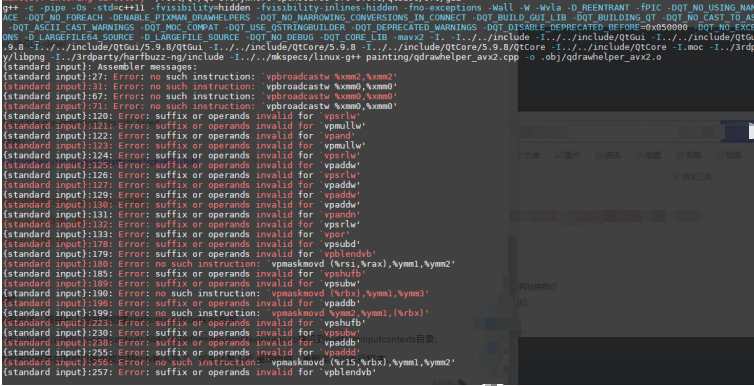 g++ -c -pipe -Os -std=c++11 -fvisibility=hidden -fvisibility-inlines-hidden -fno-exceptions -Wall -W -Wvla -D_REENTRANT -fPIC -DQT_NO_USING_NAM
ACE -DQT_NO_FOREACH -DENABLE_PIXMAN_DRAWHELPERS -DQT_NO_NARROWING_CONVERSIONS_IN_CONNECT -DQT_BUILD_GUI_LIB -DQT_BUILDING_QT -DQT_NO_CAST_TO_A
-DQT_ASCII_CAST_WARNINGS -DQT_MOC_COMPAT -DQT_USE_QSTRINGBUILDER -DQT_DEPRECATED_WARNINGS -DQT_DISABLE_DEPRECATED_BEFORE=0x050000 -DQT_NO_EXCE
ONS -D_LARGEFILE64_SOURCE -D_LARGEFILE_SOURCE -DQT_NO_DEBUG -DQT_CORE_LIB -mavx2 -I. -I../../include -I../../include/QtGui -I../../include/QtGu
.9.8 -I../../include/QtGui/5.9.8/QtGui -I../../include/QtCore/5.9.8 -I../../include/QtCore/5.9.8/QtCore -I../../include/QtCore -I.moc -I../../3rdp
y/libpng -I../../3rdparty/harfbuzz-ng/include -I../../mkspecs/linux-g++ painting/qdrawhelper_avx2.cpp -o .obj/qdrawhelper_avx2.o
{standard input}: Assembler messages:
{standard input}:27: Error: no such instruction: `vpbroadcastw %xmm2,%xmm2'
{standard input}:31: Error: no such instruction: `vpbroadcastw %xmm0,%xmm0'
{standard input}:67: Error: no such instruction: `vpbroadcastw %xmm0,%xmm0'
{standard input}:71: Error: no such instruction: `vpbroadcastw %xmm0,%xmm0'
{standard input}:120: Error: suffix or operands invalid for `vpsrlw'
{standard input}:121: Error: suffix or operands invalid for `vpmullw'
{standard input}:122: Error: suffix or operands invalid for `vpand'
{standard input}:123: Error: suffix or operands invalid for `vpmullw'
{standard input}:124: Error: suffix or operands invalid for `vpsrlw'
{standard input}:125: Error: suffix or operands invalid for `vpaddw'
{standard input}:126: Error: suffix or operands invalid for `vpsrlw'
{standard input}:127: Error: suffix or operands invalid for `vpaddw'
{standard input}:129: Error: suffix or operands invalid for `vpaddw'
{standard input}:130: Error: suffix or operands invalid for `vpaddw'
{standard input}:131: Error: suffix or operands invalid for `vpandn'
{standard input}:132: Error: suffix or operands invalid for `vpsrlw'
{standard input}:133: Error: suffix or operands invalid for `vpor'
{standard input}:178: Error: suffix or operands invalid for `vpsubd'
{standard input}:179: Error: suffix or operands invalid for `vpblendvb'
{standard input}:180: Error: no such instruction: `vpmaskmovd (%rsi,%rax),%ymm1,%ymm2'
{standard input}:185: Error: suffix or operands invalid for `vpshufb'
{standard input}:189: Error: suffix or operands invalid for `vpsubw'
{standard input}:190: Error: no such instruction: `vpmaskmovd (%rbx),%ymm1,%ymm3'
{standard input}:196: Error: suffix or operands invalid for `vpaddb'
{standard input}:199: Error: no such instruction: `vpmaskmovd %ymm2,%ymm1,(%rbx)'
{standard input}:223: Error: suffix or operands invalid for `vpshufb'
{standard input}:230: Error: suffix or operands invalid for `vpsubw'
{standard input}:238: Error: suffix or operands invalid for `vpaddb'
inputcontexts目录。
{standard input}:255: Error: suffix or operands invalid for `vpaddd'
{standard input}:256: Error: no such instruction: `vpmaskmovd (%r15,%rbx),%ymm1,%ymm2'
{standard input}:257: Error: suffix or operands invalid for `vpblendvb'